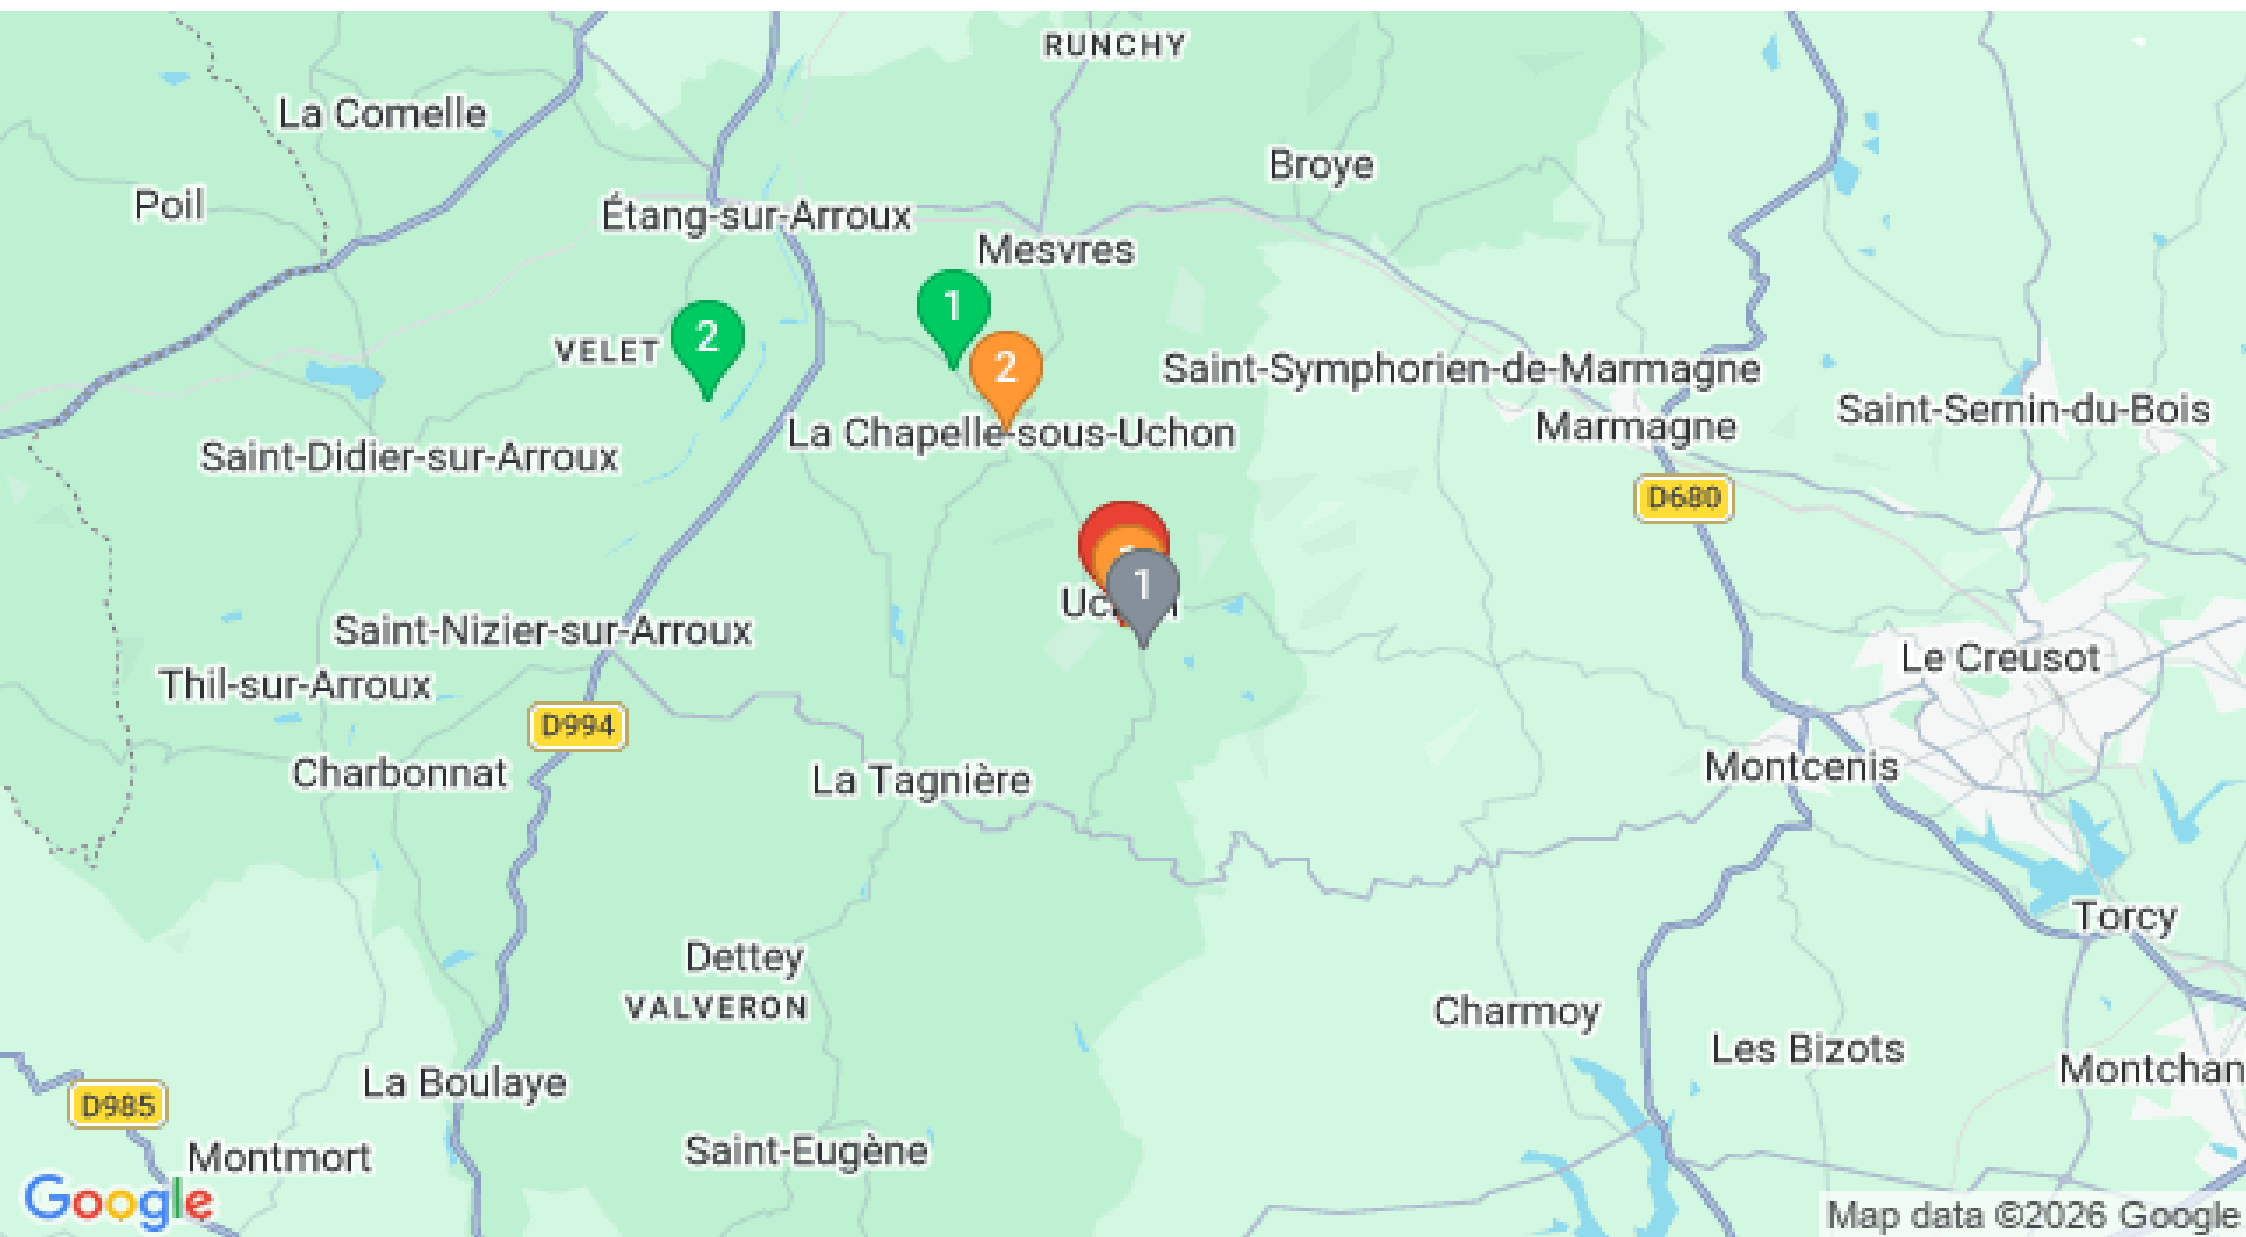 RUNCHY
La Comelle
Broye
Poil
Étang-sur-Arroux
Mesvres
1
2
VELET
2
Saint-Symphorien-de-Marmagne
Saint-Sernin-du-Bois
Marmagne
La Chapelle-sous-Uchon
Saint-Didier-sur-Arroux
D680
1
Saint-Nizier-sur-Arroux
Le Creusot
Thil-sur-Arroux
D994
Montcenis
Charbonnat
La Tagnière
Torcy
Dettey
VALVERON
Charmoy
Les Bizots
Montchan
La Boulaye
D985
Saint-Eugène
Montmort
Google
Map data ©2026 Google